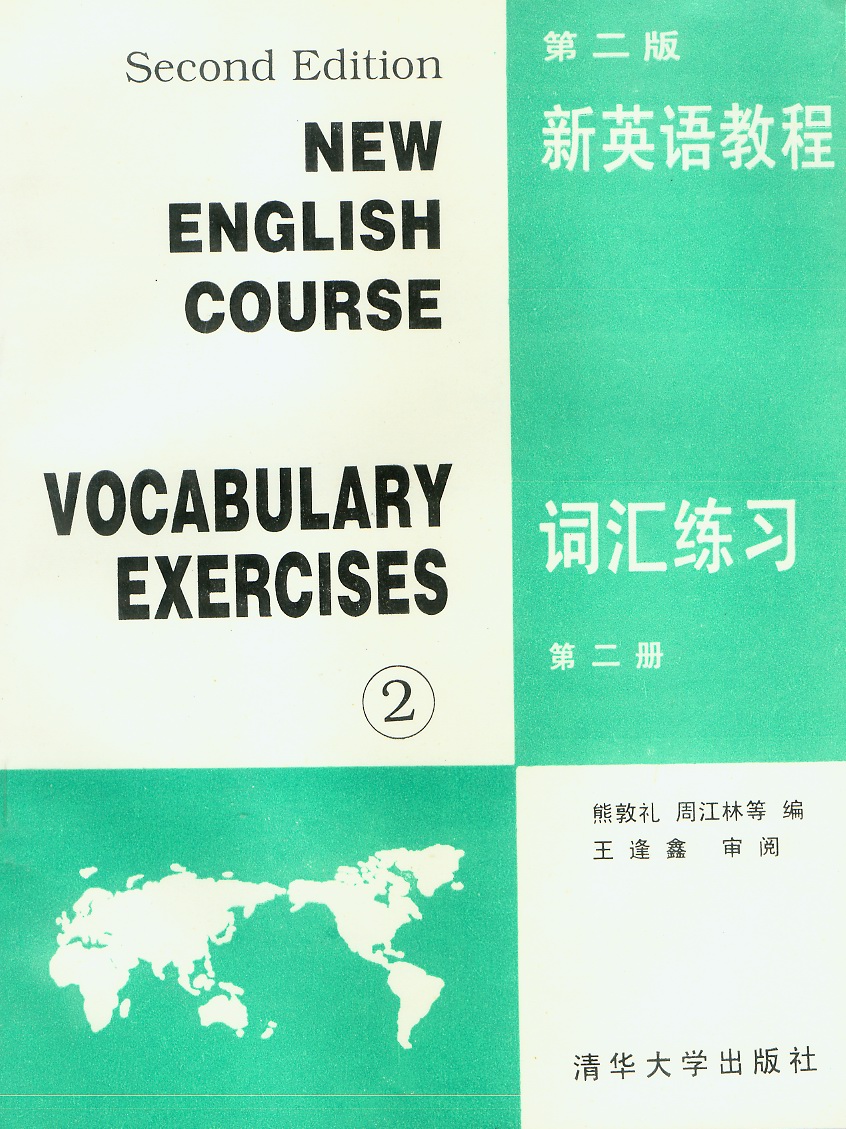 Second Edition
NEW
ENGLISH
COURSE
VOCABULARY
EXERCISES
2
第二版
新英语教程
词汇练习
第二册
熊敦礼 周江林等 编
王逢鑫 审阅
清华大学出版社